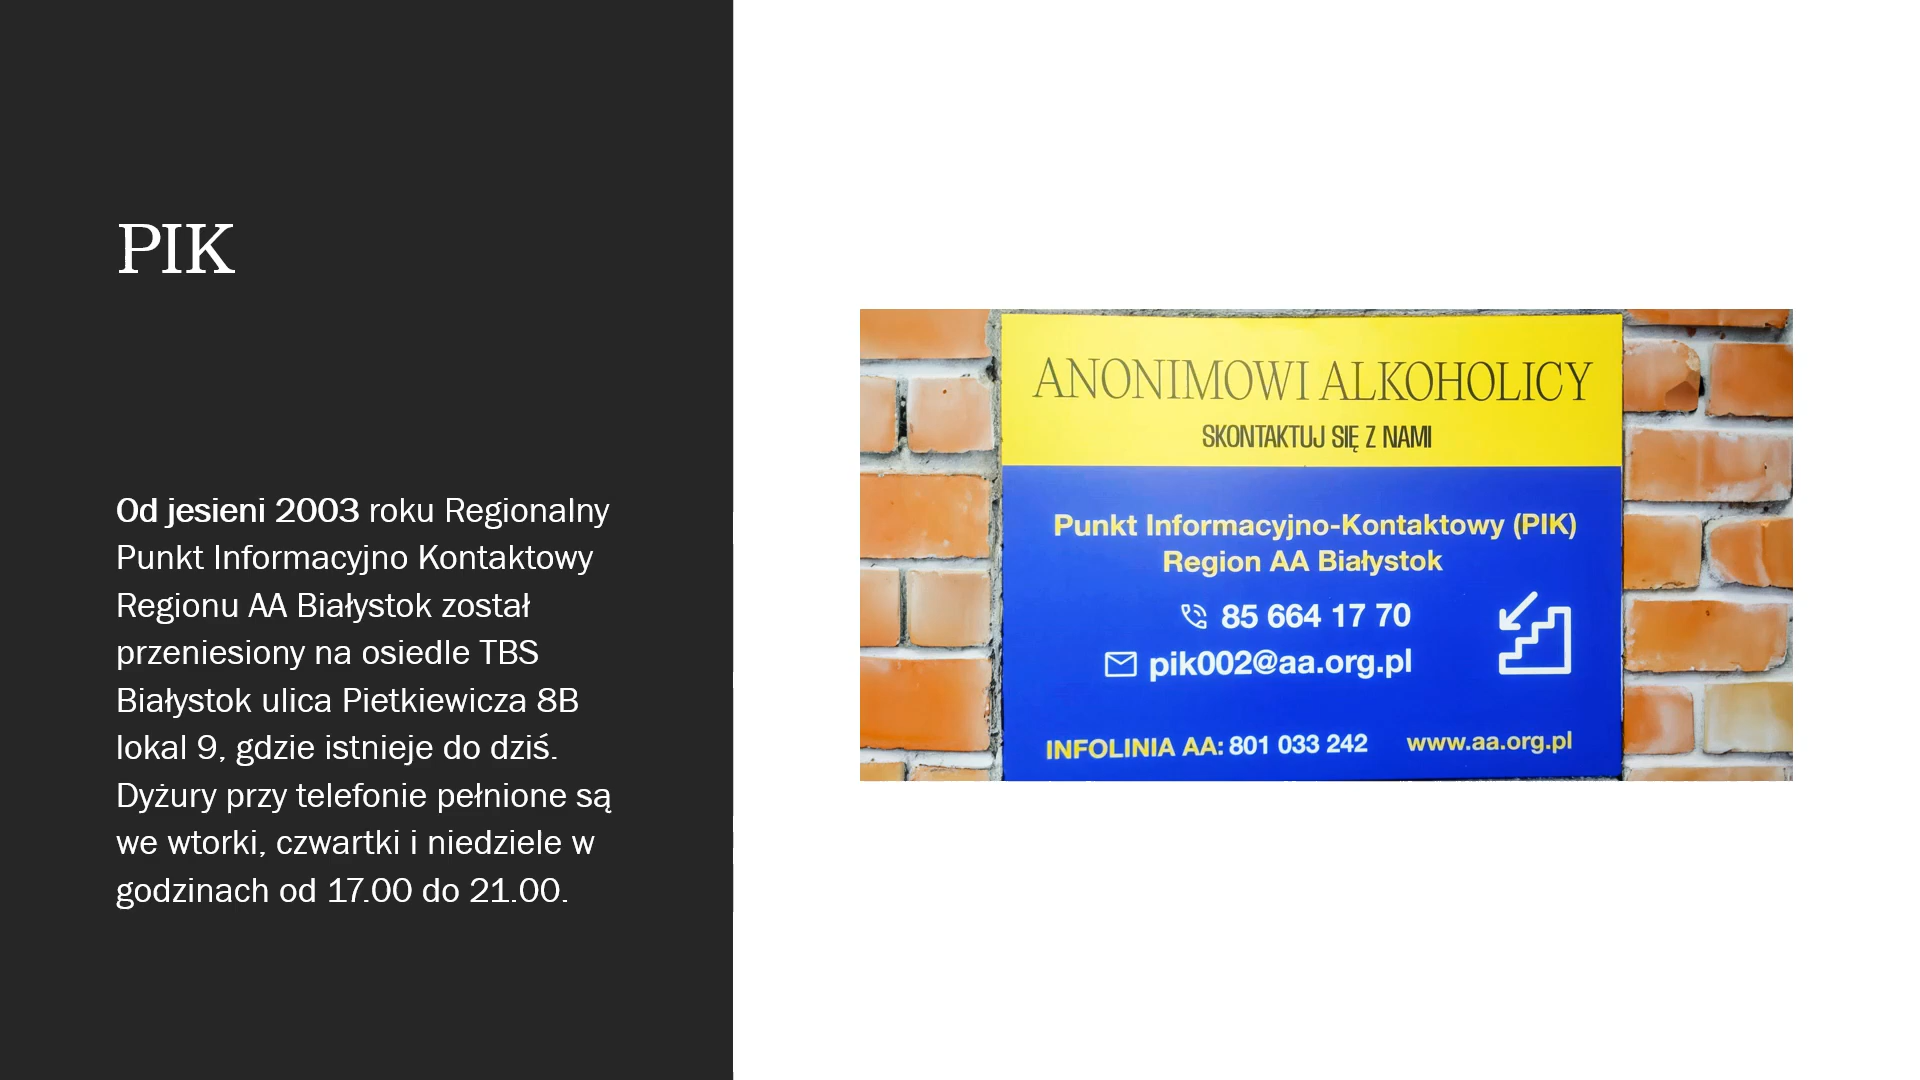 PIK
Od jesieni 2003 roku Regionalny
Punkt Informacyjno Kontaktowy
Regionu AA Białystok został
przeniesiony na osiedle TBS
Białystok ulica Pietkiewicza 8B
lokal 9, gdzie istnieje do dziś.
Dyżury przy telefonie pełnione są
we wtorki, czwartki i niedziele w
godzinach od 17.00 do 21.00.
ANONIMOWI ALKOHOLICY
SKONTAKTUJ SIĘ Z NAMI
Punkt Informacyjno-Kontaktowy (PIK)
Region AA Białystok
85 664 17 70
pik002@aa.org.pl
INFOLINIA AA: 801 033 242 www.aa.org.pl